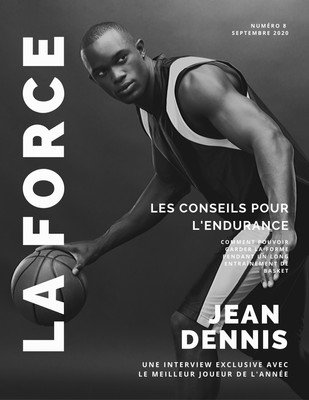 NUMÉRO 8
SEPTEMBRE 2020
LA FORCE
LES CONSEILS POUR
L'ENDURANCE
COMMENT POUVOIR
GARDER LA FORME
PENDANT UN LONG
ENTRAÎNEMENT DE
BASKET
JEAN
DENNIS
UNE INTERVIEW EXCLUSIVE AVEC
LE MEILLEUR JOUEUR DE L'ANNÉE